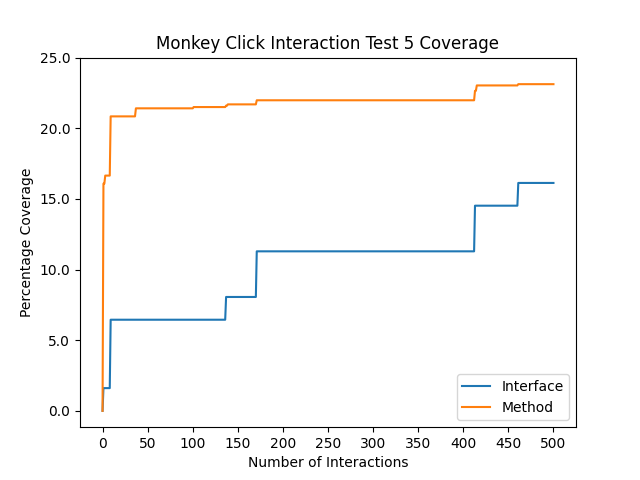 Monkey Click Interaction Test 5 Coverage
25.0
20.0
15.0
10.0
5.0
0.0
Percentage Coverage
0 50 100 150 200 250 300 350 400 450 500
Number of Interactions
Interface
Method